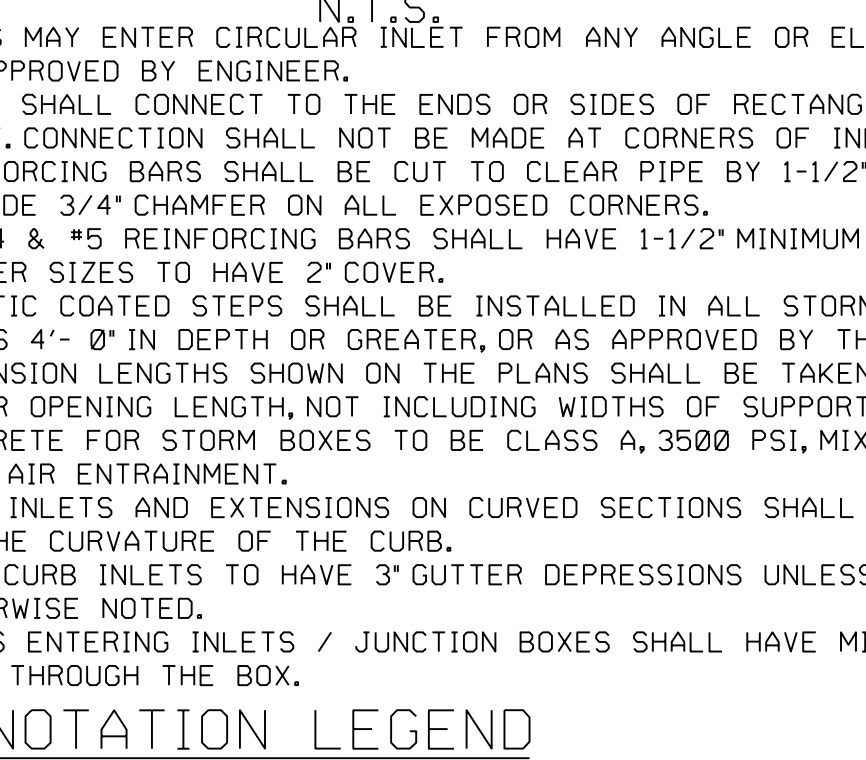 N.T.S.
S MAY ENTER CIRCULAR INLET FROM ANY ANGLE OR EL
PPROVED BY ENGINEER.
SHALL CONNECT TO THE ENDS OR SIDES OF RECTANG
. CONNECTION SHALL NOT BE MADE AT CORNERS OF INL
ORCING BARS SHALL BE CUT TO CLEAR PIPE BY 1-1/2"
DE 3/4" CHAMFER ON ALL EXPOSED CORNERS.
4 & #5 REINFORCING BARS SHALL HAVE 1-1/2" MINIMUM
ER SIZES TO HAVE 2" COVER.
TIC COATED STEPS SHALL BE INSTALLED IN ALL STORM
S 4'- 0" IN DEPTH OR GREATER, OR AS APPROVED BY TH
NSION LENGTHS SHOWN ON THE PLANS SHALL BE TAKEN
R OPENING LENGTH, NOT INCLUDING WIDTHS OF SUPPORT
RETE FOR STORM BOXES TO BE CLASS A, 3500 PSI, MIX
AIR ENTRAINMENT.
INLETS AND EXTENSIONS ON CURVED SECTIONS SHALL
HE CURVATURE OF THE CURB.
CURB INLETS TO HAVE 3" GUTTER DEPRESSIONS UNLESS
RWISE NOTED.
S ENTERING INLETS / JUNCTION BOXES SHALL HAVE MI
THROUGH THE BOX.
NOTATION LEGEND